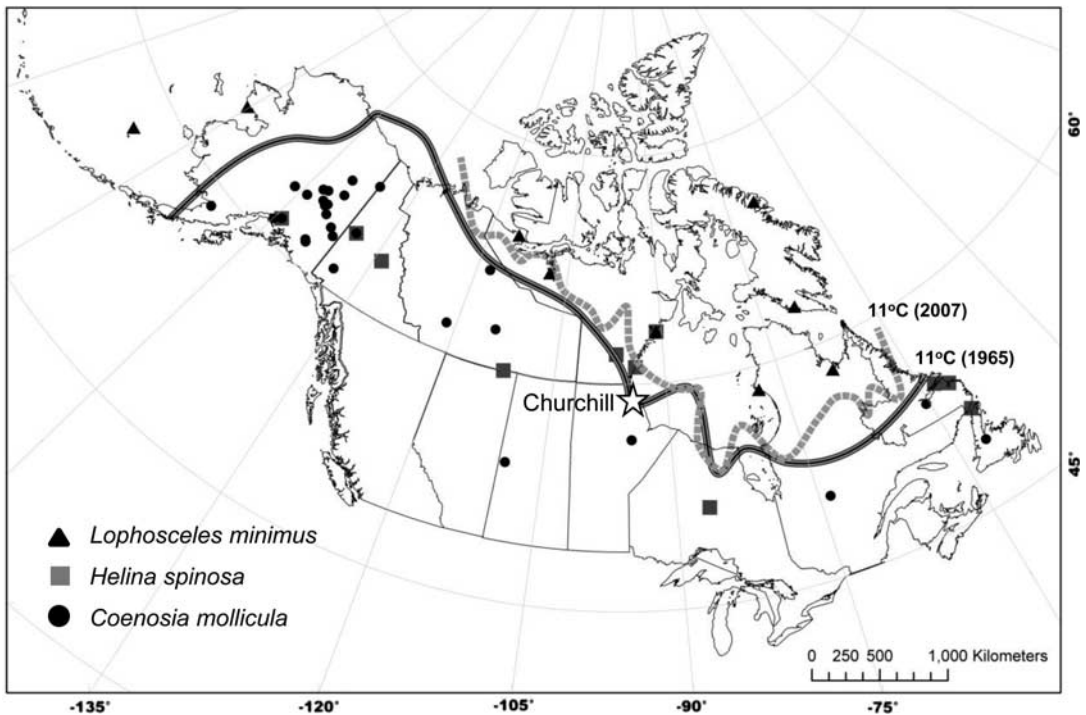 60°
11°C (2007)
11°C (1965)
Churchill
45°
Lophosceles minimus
Helina spinosa
Coenosia mollicula
0 250 500 1,000 Kilometers
-135° -120° -105° -90° -75°